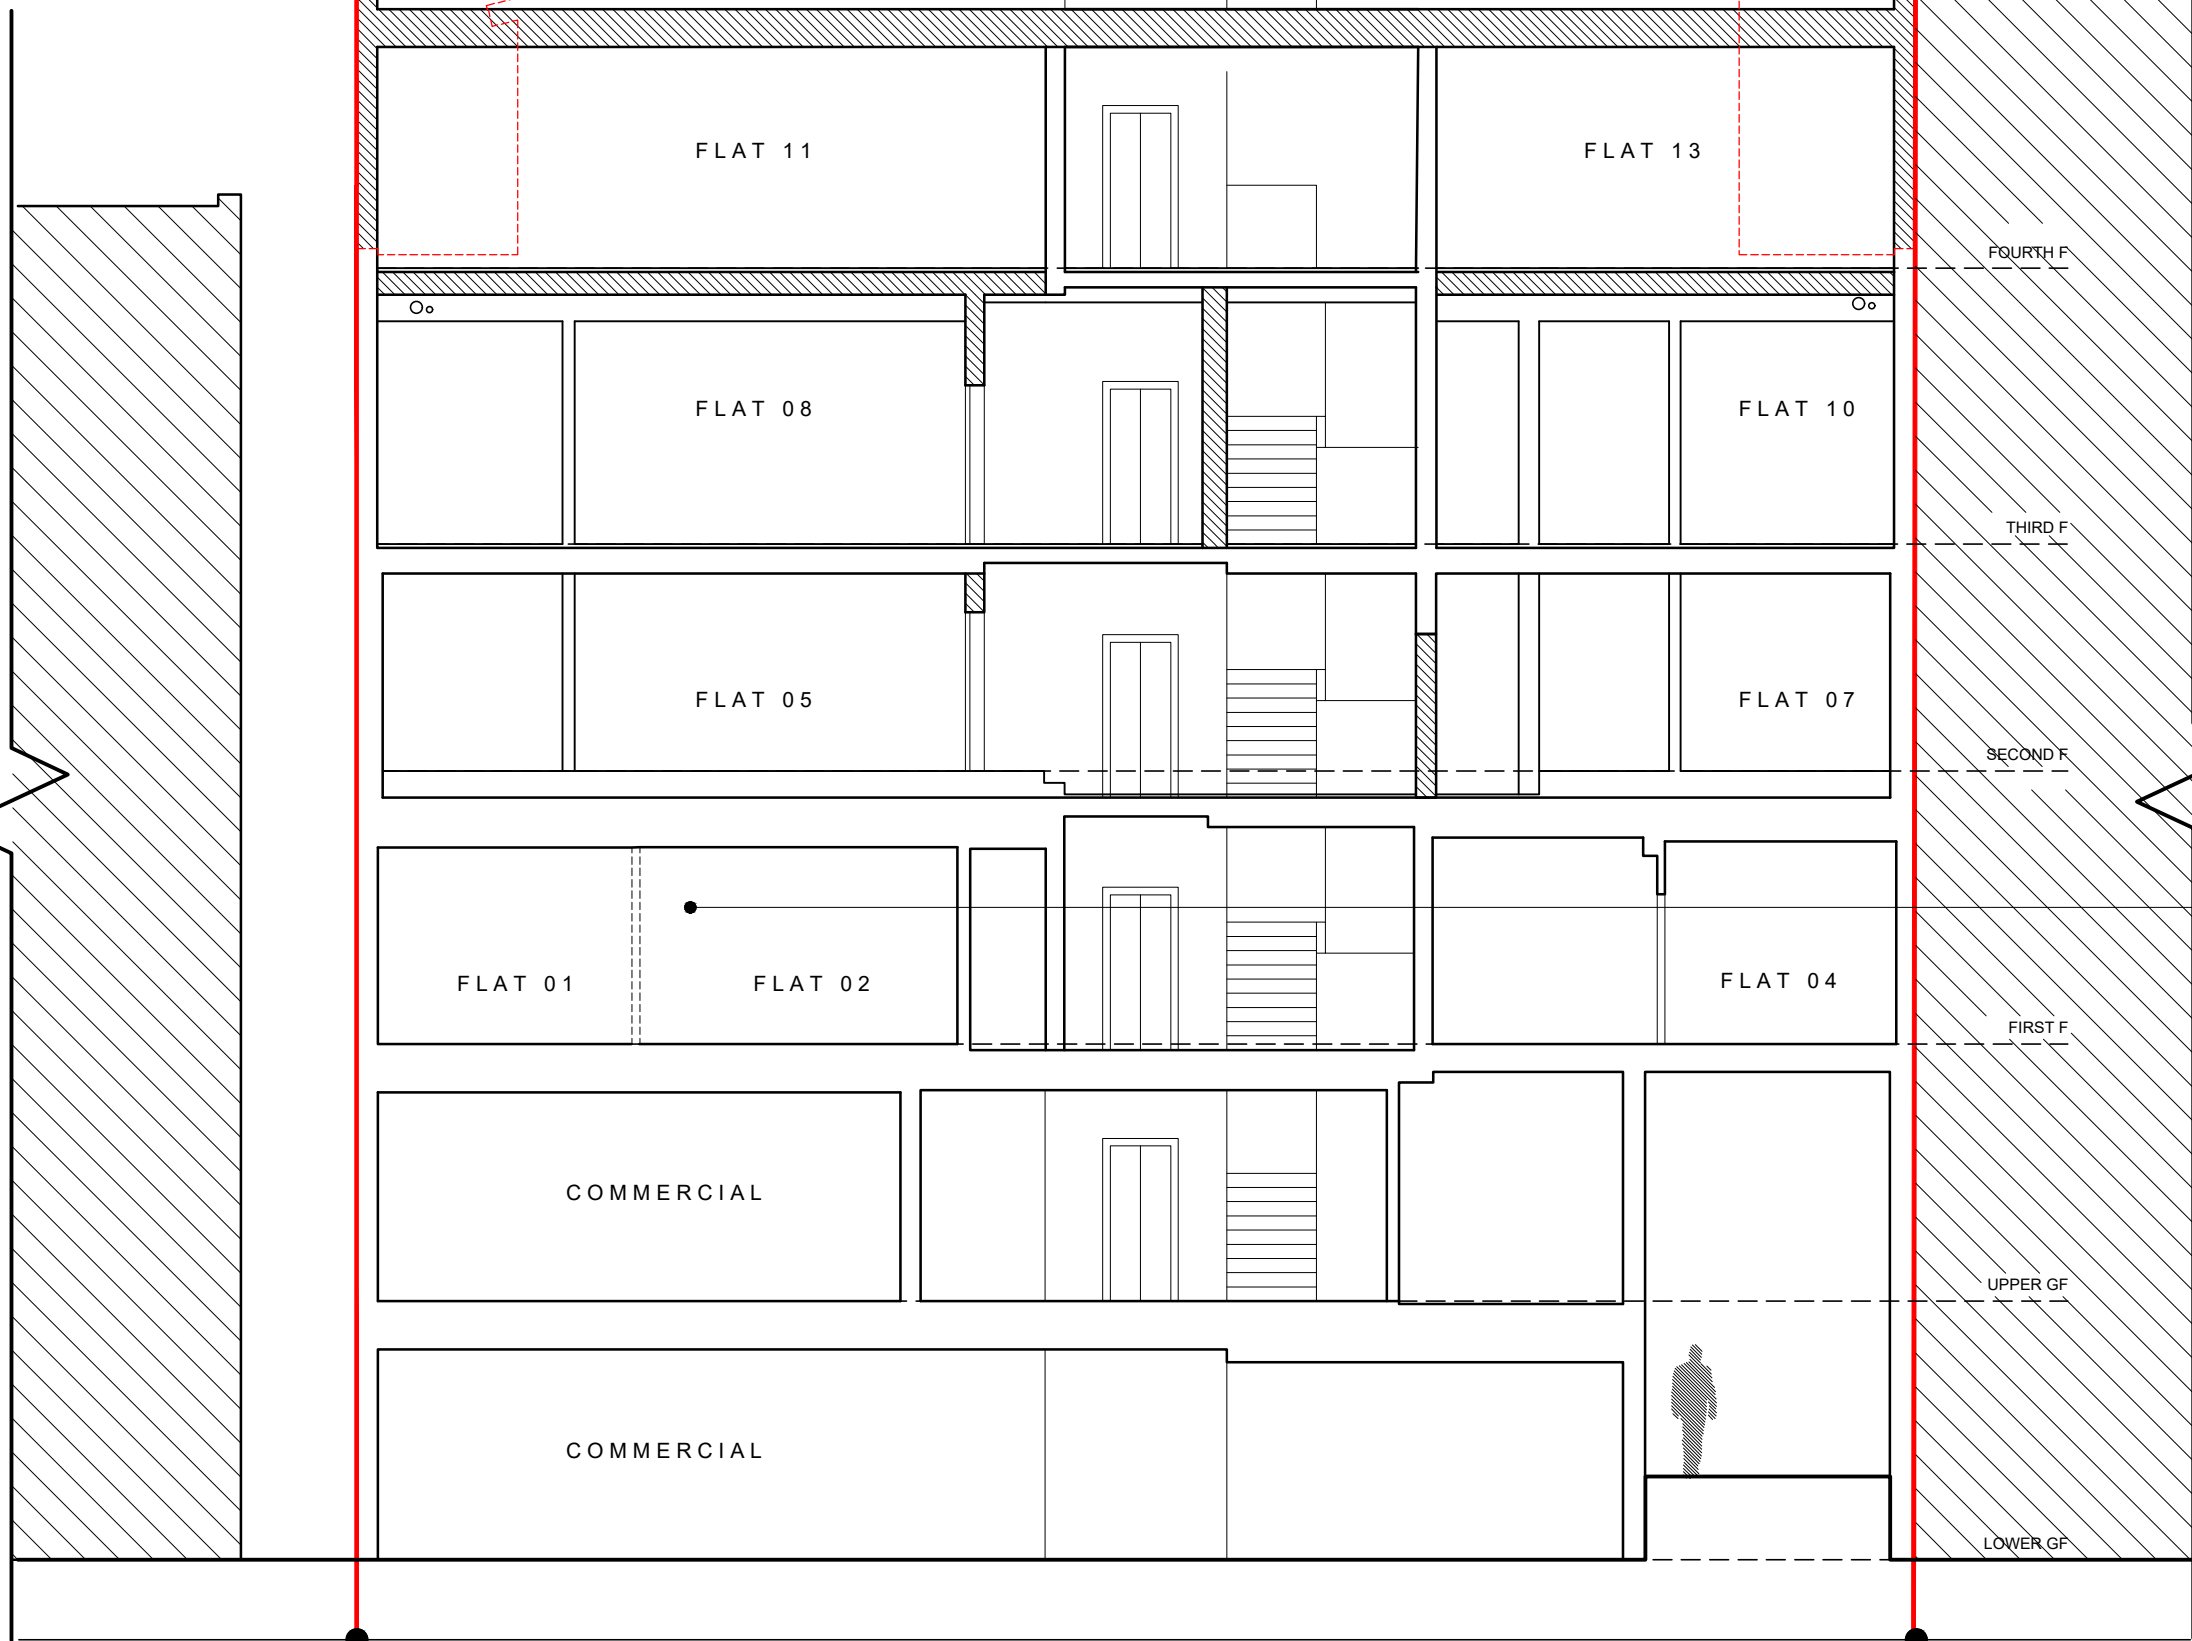 FLAT 11
FLAT 13
FOURTH F
FLAT 08
FLAT 10
THIRD F
FLAT 05
FLAT 07
SECOND F
FLAT 01
FLAT 02
FLAT 04
FIRST F
COMMERCIAL
UPPER GF
COMMERCIAL
LOWER GF